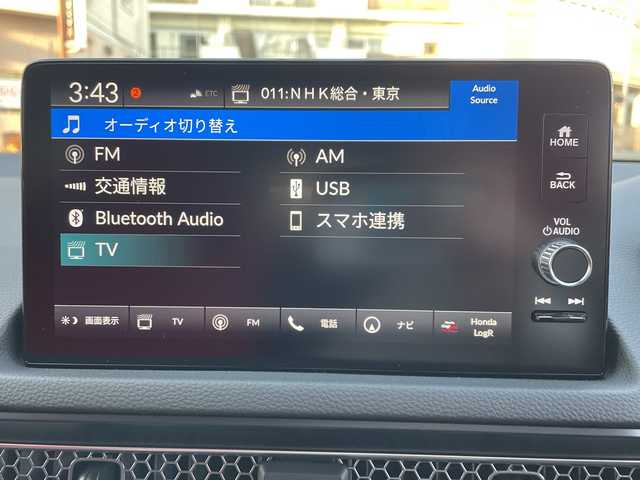 3:43 2 ETC 011:ＮＨＫ総合・東京 Audio Source
オーディオ切り替え
FM AM
交通情報 USB
Bluetooth Audio スマホ連携
TV
画面表示 TV FM 電話 ナビ Honda LogR
HOME
BACK
VOL
AUDIO